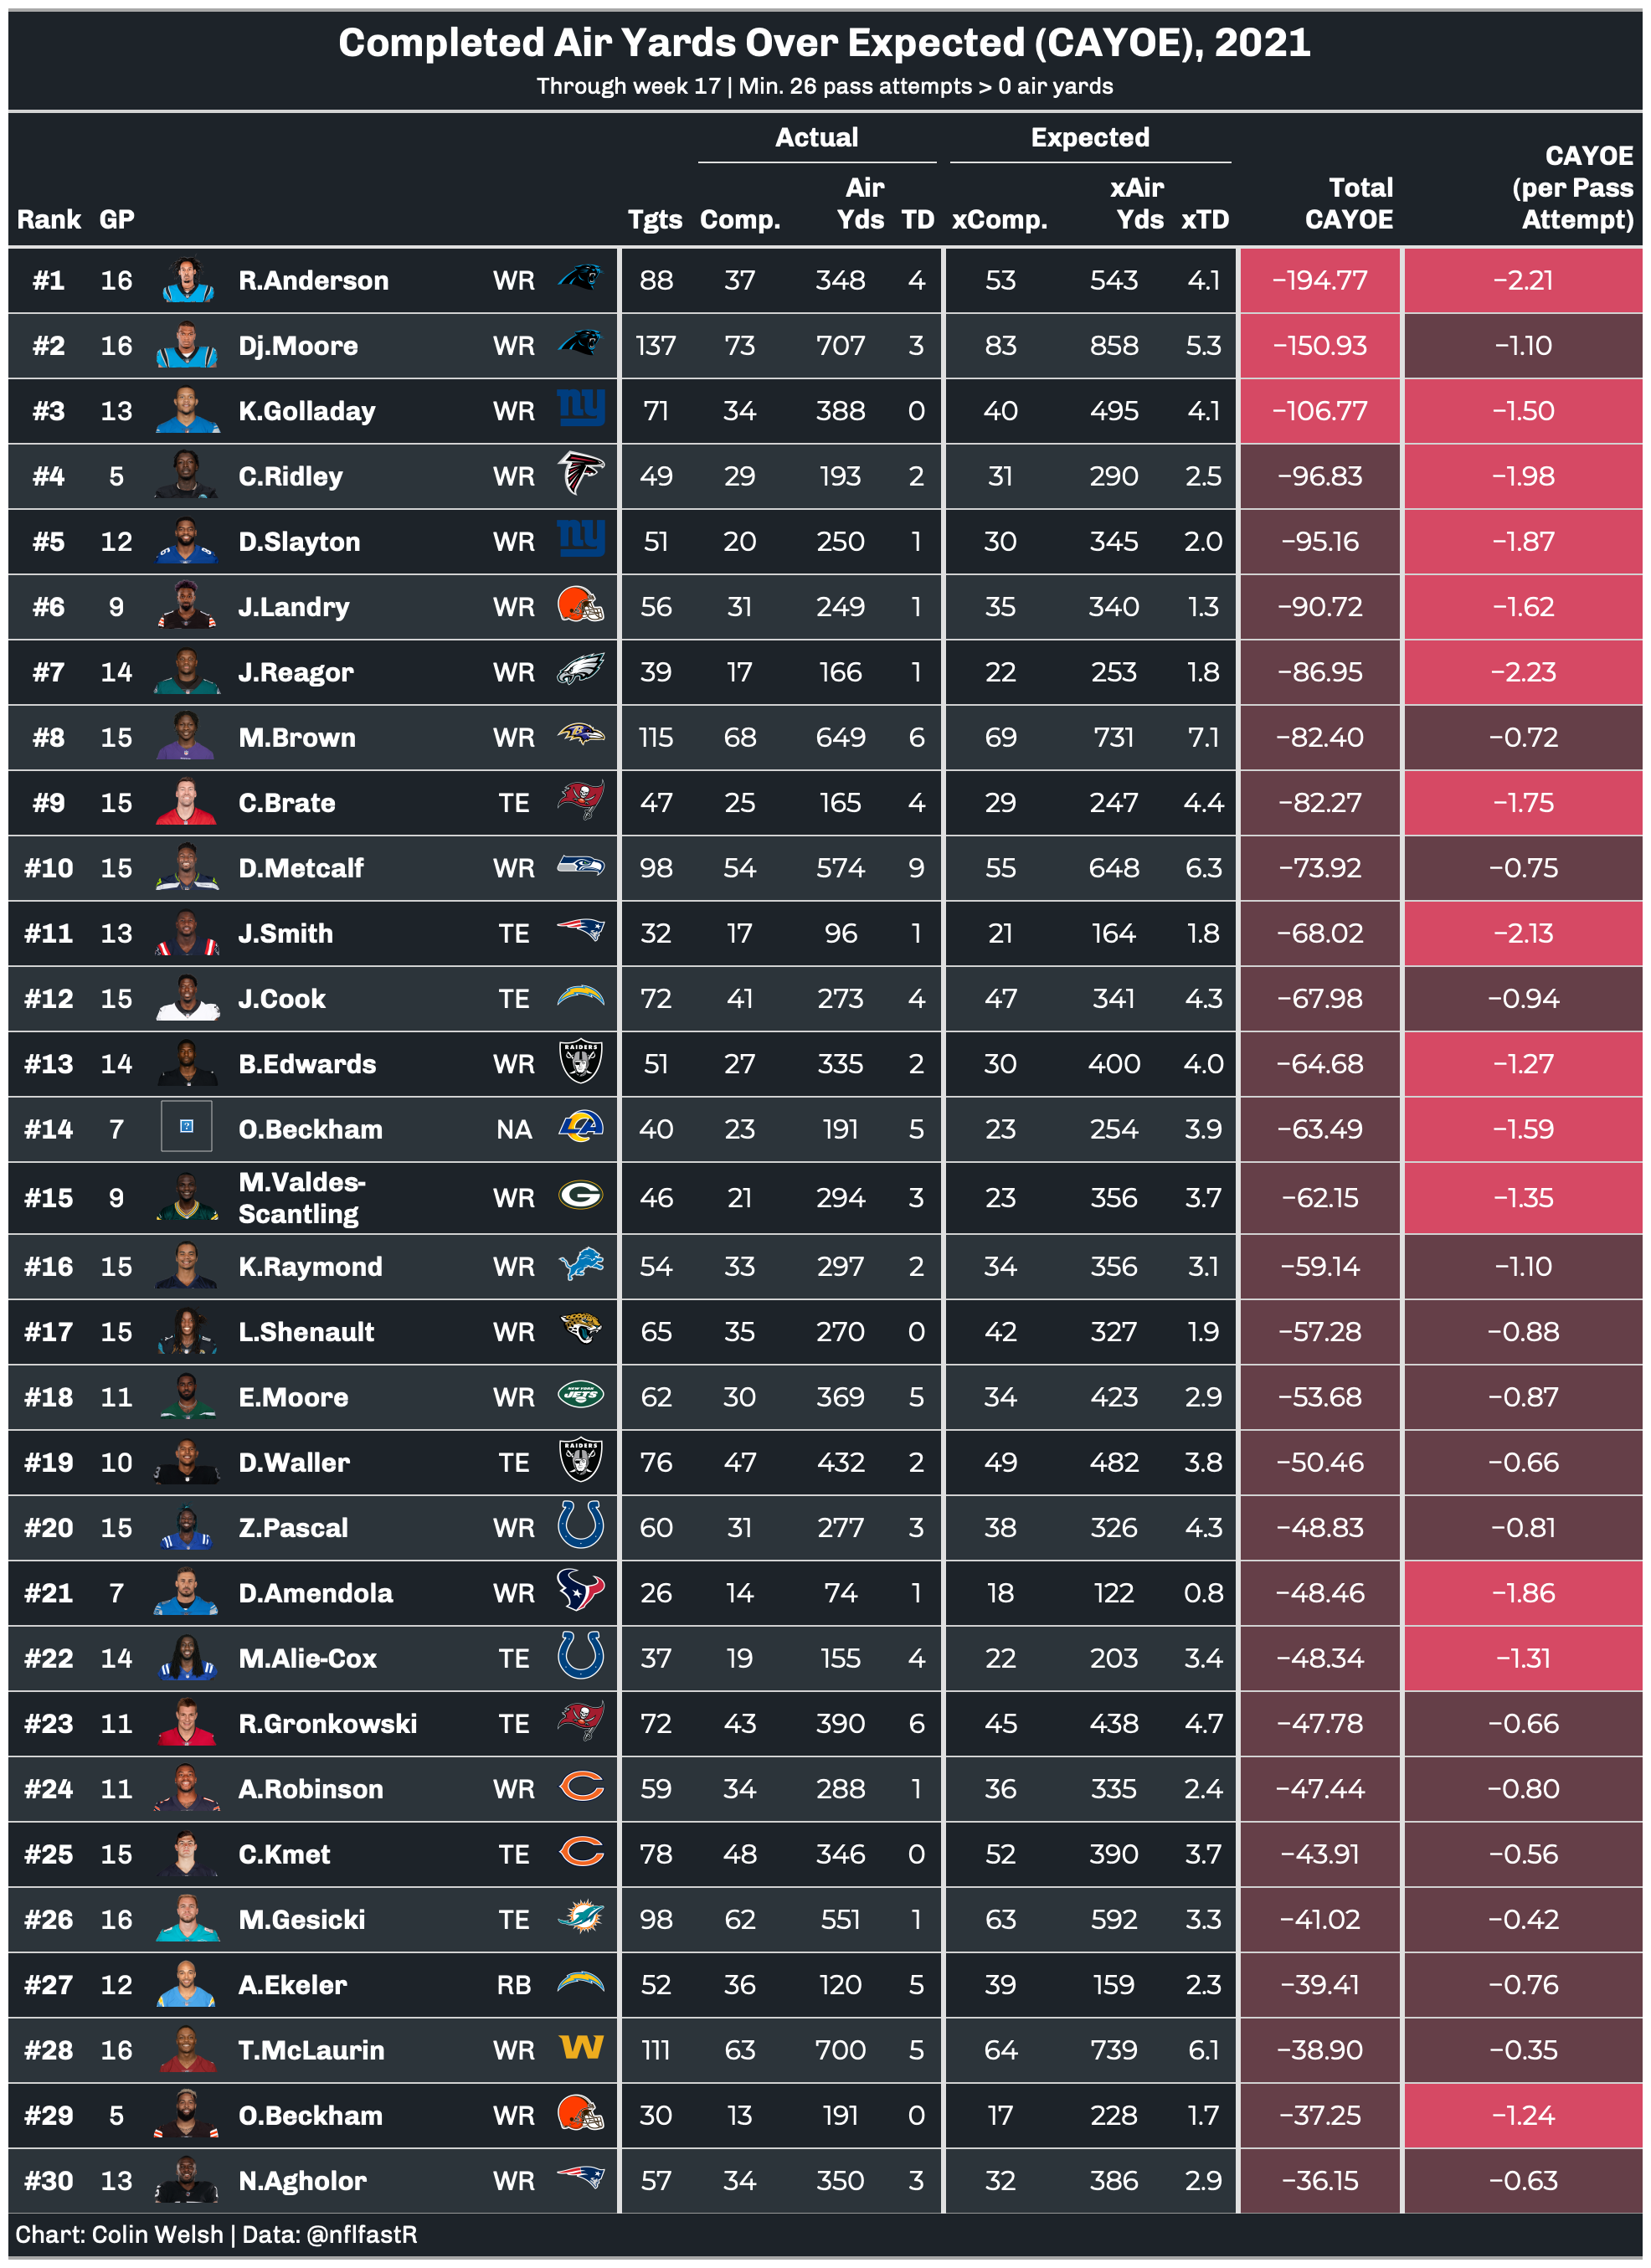 Completed Air Yards Over Expected (CAYOE), 2021
Through week 17 | Min. 26 pass attempts > 0 air yards
Actual Expected
Rank GP Tgts Comp. Air Yds TD xComp. xAir Yds xTD Total CAYOE CAYOE (per Pass Attempt)
#1 16 R.Anderson WR 88 37 348 4 53 543 4.1 −194.77 −2.21
#2 16 Dj.Moore WR 137 73 707 3 83 858 5.3 −150.93 −1.10
#3 13 K.Golladay WR ny 71 34 388 0 40 495 4.1 −106.77 −1.50
#4 5 C.Ridley WR 49 29 193 2 31 290 2.5 −96.83 −1.98
#5 12 D.Slayton WR ny 51 20 250 1 30 345 2.0 −95.16 −1.87
#6 9 J.Landry WR 56 31 249 1 35 340 1.3 −90.72 −1.62
#7 14 J.Reagor WR 39 17 166 1 22 253 1.8 −86.95 −2.23
#8 15 M.Brown WR 115 68 649 6 69 731 7.1 −82.40 −0.72
#9 15 C.Brate TE 47 25 165 4 29 247 4.4 −82.27 −1.75
#10 15 D.Metcalf WR 98 54 574 9 55 648 6.3 −73.92 −0.75
#11 13 J.Smith TE 32 17 96 1 21 164 1.8 −68.02 −2.13
#12 15 J.Cook TE 72 41 273 4 47 341 4.3 −67.98 −0.94
#13 14 B.Edwards WR RAIDERS 51 27 335 2 30 400 4.0 −64.68 −1.27
#14 7 ? O.Beckham NA LA 40 23 191 5 23 254 3.9 −63.49 −1.59
#15 9 M.Valdes-Scantling WR G 46 21 294 3 23 356 3.7 −62.15 −1.35
#16 15 K.Raymond WR 54 33 297 2 34 356 3.1 −59.14 −1.10
#17 15 L.Shenault WR 65 35 270 0 42 327 1.9 −57.28 −0.88
#18 11 E.Moore WR NEW YORK JETS 62 30 369 5 34 423 2.9 −53.68 −0.87
#19 10 D.Waller TE RAIDERS 76 47 432 2 49 482 3.8 −50.46 −0.66
#20 15 Z.Pascal WR 60 31 277 3 38 326 4.3 −48.83 −0.81
#21 7 D.Amendola WR 26 14 74 1 18 122 0.8 −48.46 −1.86
#22 14 M.Alie-Cox TE 37 19 155 4 22 203 3.4 −48.34 −1.31
#23 11 R.Gronkowski TE 72 43 390 6 45 438 4.7 −47.78 −0.66
#24 11 A.Robinson WR C 59 34 288 1 36 335 2.4 −47.44 −0.80
#25 15 C.Kmet TE C 78 48 346 0 52 390 3.7 −43.91 −0.56
#26 16 M.Gesicki TE 98 62 551 1 63 592 3.3 −41.02 −0.42
#27 12 A.Ekeler RB 52 36 120 5 39 159 2.3 −39.41 −0.76
#28 16 T.McLaurin WR W 111 63 700 5 64 739 6.1 −38.90 −0.35
#29 5 O.Beckham WR 30 13 191 0 17 228 1.7 −37.25 −1.24
#30 13 N.Agholor WR 57 34 350 3 32 386 2.9 −36.15 −0.63
Chart: Colin Welsh | Data: @nflfastR